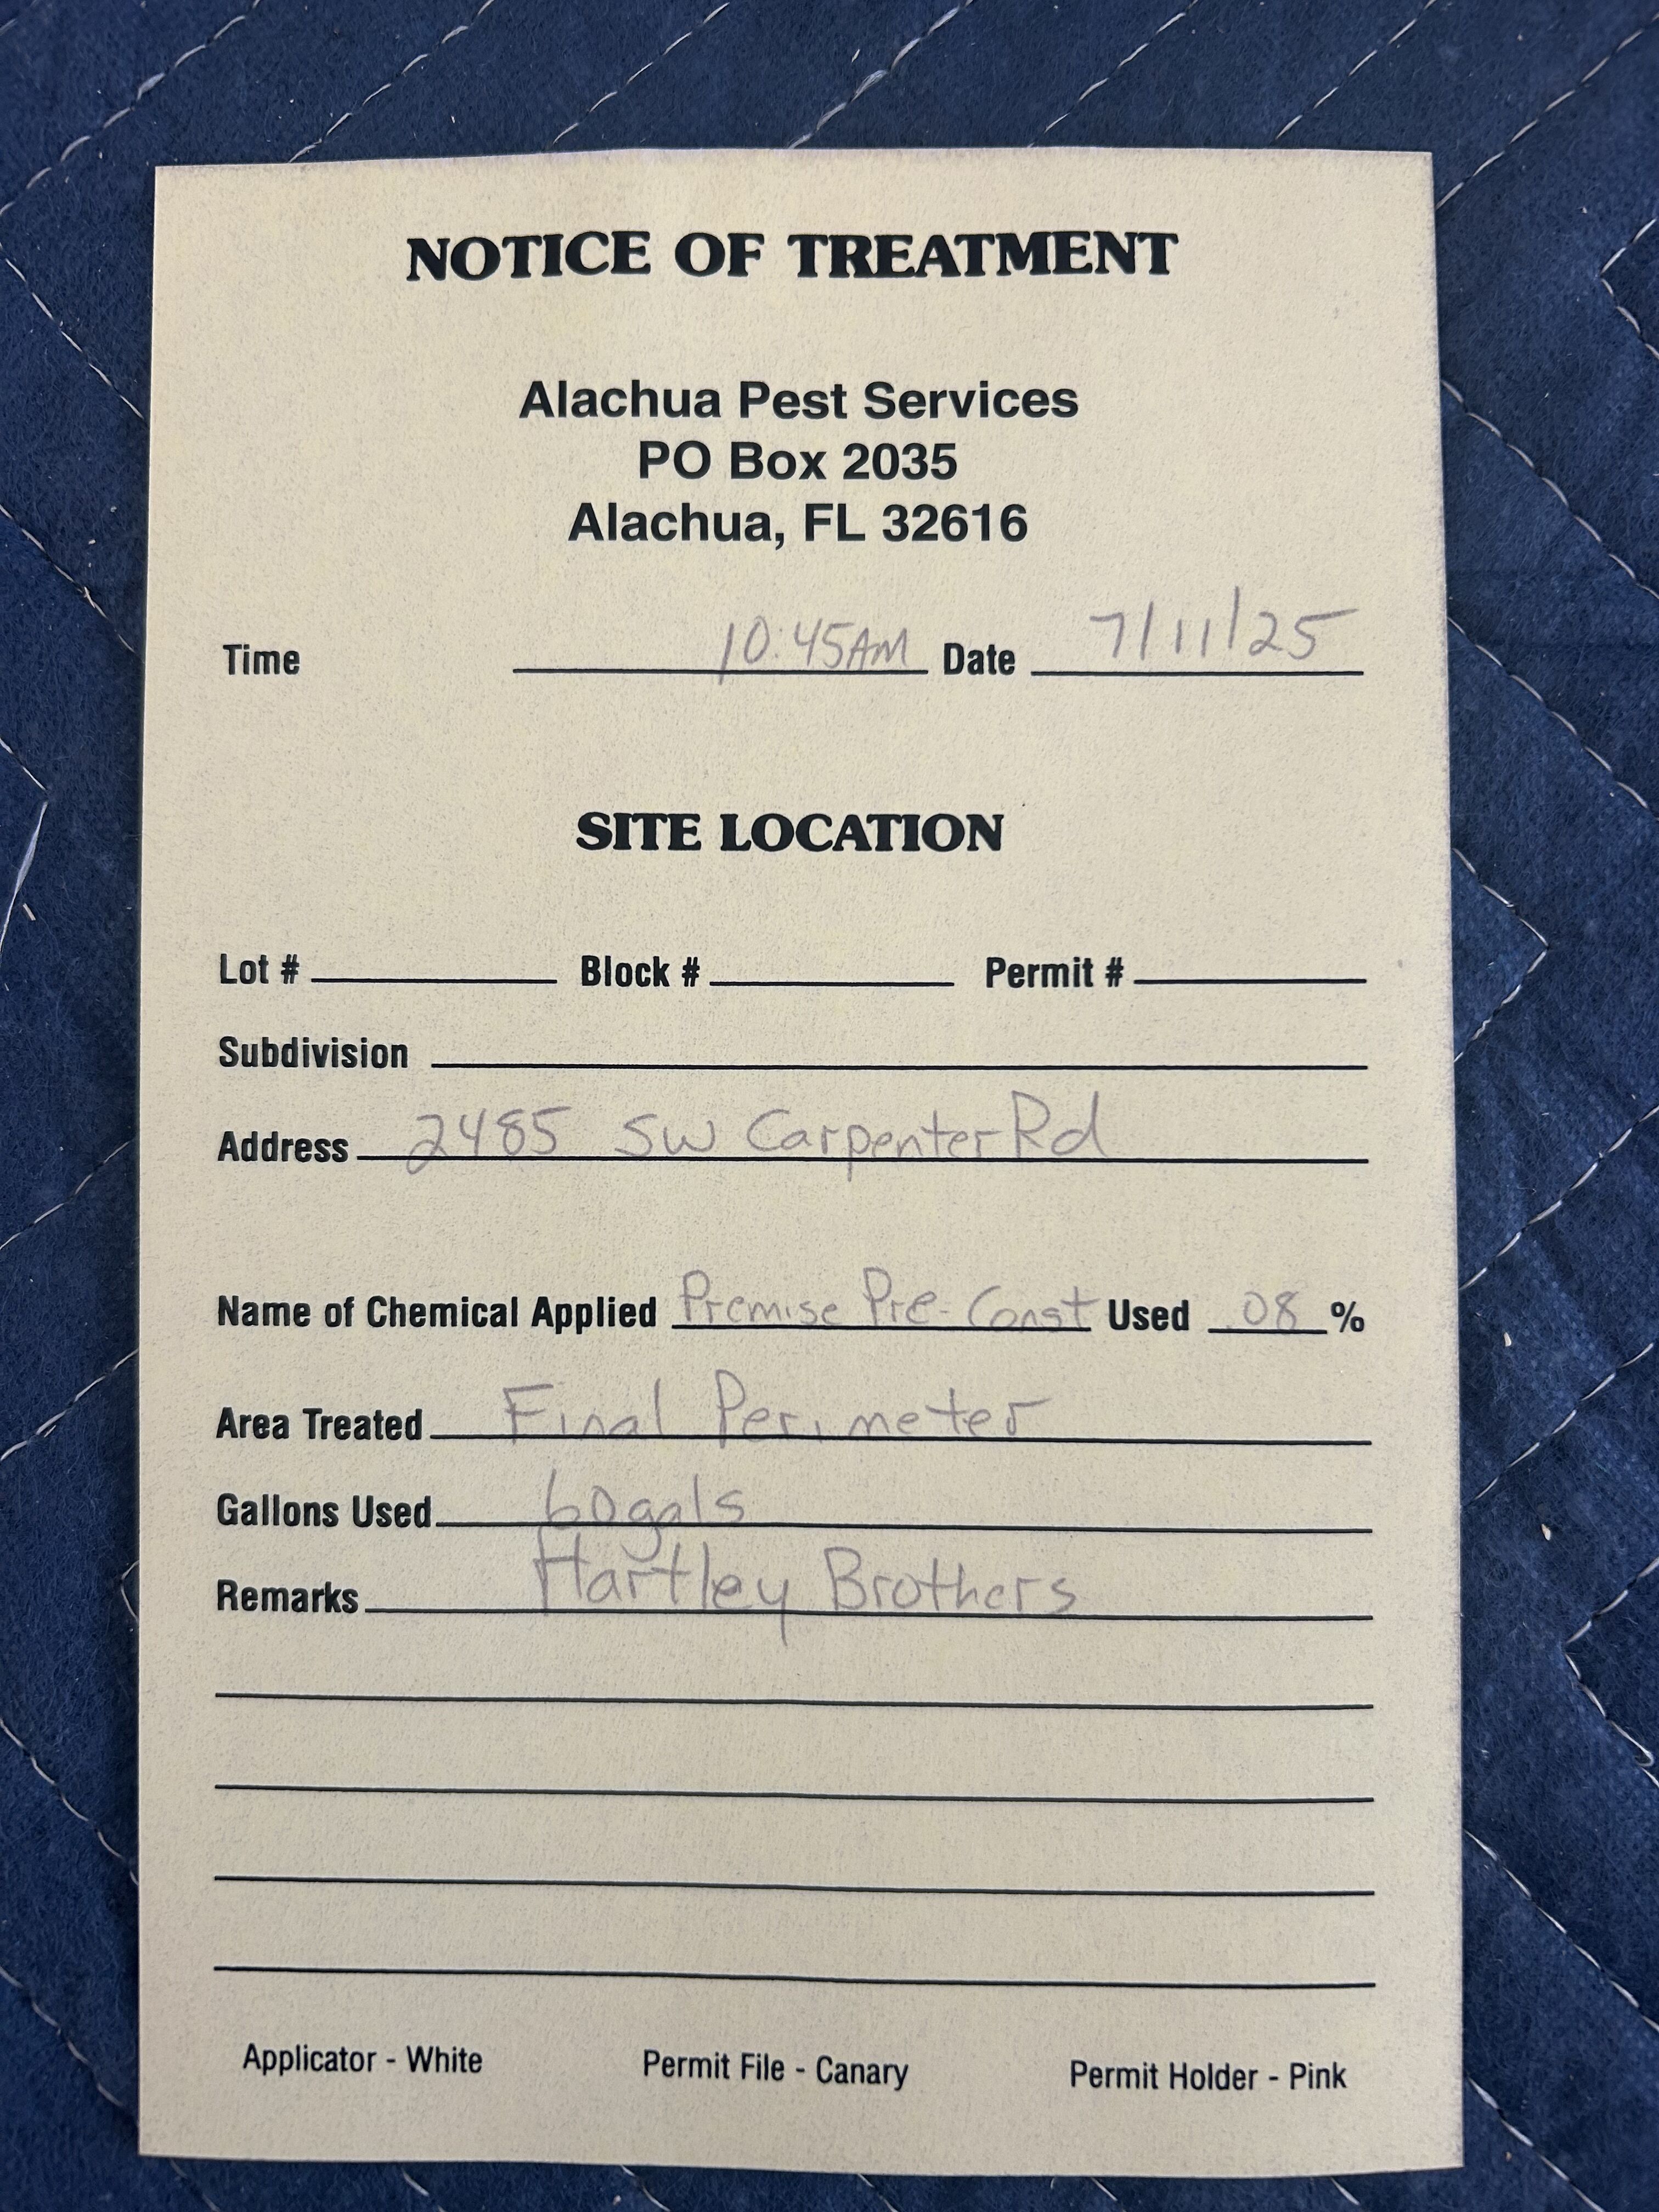 NOTICE OF TREATMENT
Alachua Pest Services
PO Box 2035
Alachua, FL 32616
Time 10:45AM Date 7/11/25
SITE LOCATION
Lot # Block # Permit #
Subdivision
Address 2485 SW Carpenter Rd
Name of Chemical Applied Premise Pre-Const Used .08 %
Area Treated Final Perimeter
Gallons Used 60gals
Remarks Hartley Brothers
Applicator - White Permit File - Canary Permit Holder - Pink